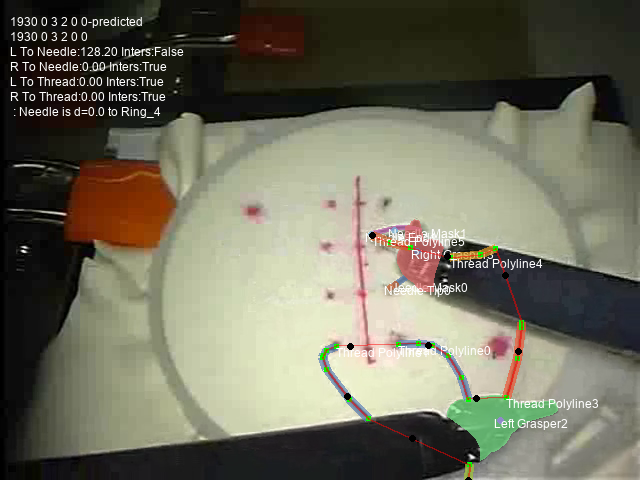 1930 0 3 2 0 0-predicted
1930 0 3 2 0 0
L To Needle:128.20 Inters:False
R To Needle:0.00 Inters:True
L To Thread:0.00 Inters:True
R To Thread:0.00 Inters:True
: Needle is d=0.0 to Ring_4
Mask1
Thread Polyline5
Right Grasper
Thread Polyline4
Mask0
Needle Tip0
Thread Polyline
Polyline0
Thread Polyline3
Left Grasper2